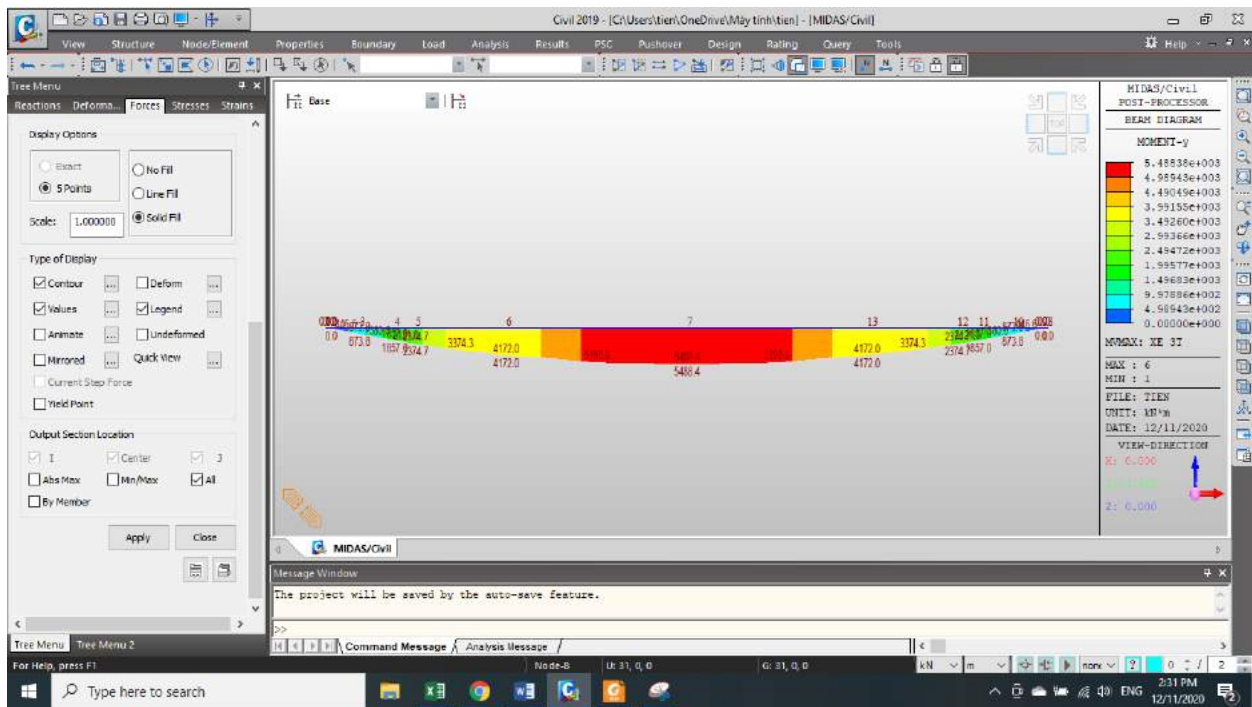 Civil 2019 - [C:\Users\tien\OneDrive\Máy tính\tien] - [MIDAS/Civil]
View Structure Node/Element Properties Boundary Load Analysis Results PSC Pushover Design Rating Query Tools Help
Tree Menu
Reactions Deforma... Forces Stresses Strains
Display Options
Exact
5 Points
No Fill
Line Fill
Solid Fill
Scale: 1.000000
Type of Display
Contour ... Deform ...
Values ... Legend ...
Animate ... Undeformed
Mirrored ... Quick View ...
Current Step Force
Yield Point
Output Section Location
I Center J
Abs Max Min/Max All
By Member
Apply Close
Tree Menu Tree Menu 2
Base
TOP
4 5 6 7 13 12 11
0.0 873.8 1857.0 2374.7 3374.3 4172.0 4172.0 3374.3 873.8
4172.0 5488.4 4172.0
MIDAS/Civil
POST-PROCESSOR
BEAM DIAGRAM
MOMENT-y
5.48838e+003
4.98943e+003
4.49049e+003
3.99155e+003
3.49260e+003
2.99366e+003
2.49472e+003
1.99577e+003
1.49683e+003
9.97886e+002
4.98943e+002
0.00000e+000
MVMAX: XE 3T
MAX : 6
MIN : 1
FILE: TIEN
UNIT: kN*m
DATE: 12/11/2020
VIEW-DIRECTION
X: 0.000
Z: 0.000
MIDAS/Civil
Message Window
The project will be saved by the auto-save feature.
>>
Command Message Analysis Message
For Help, press F1
Node-8 U: 31, 0, 0 G: 31, 0, 0 kN m none ? 0 / 2
Type here to search
ENG 2:31 PM
12/11/2020